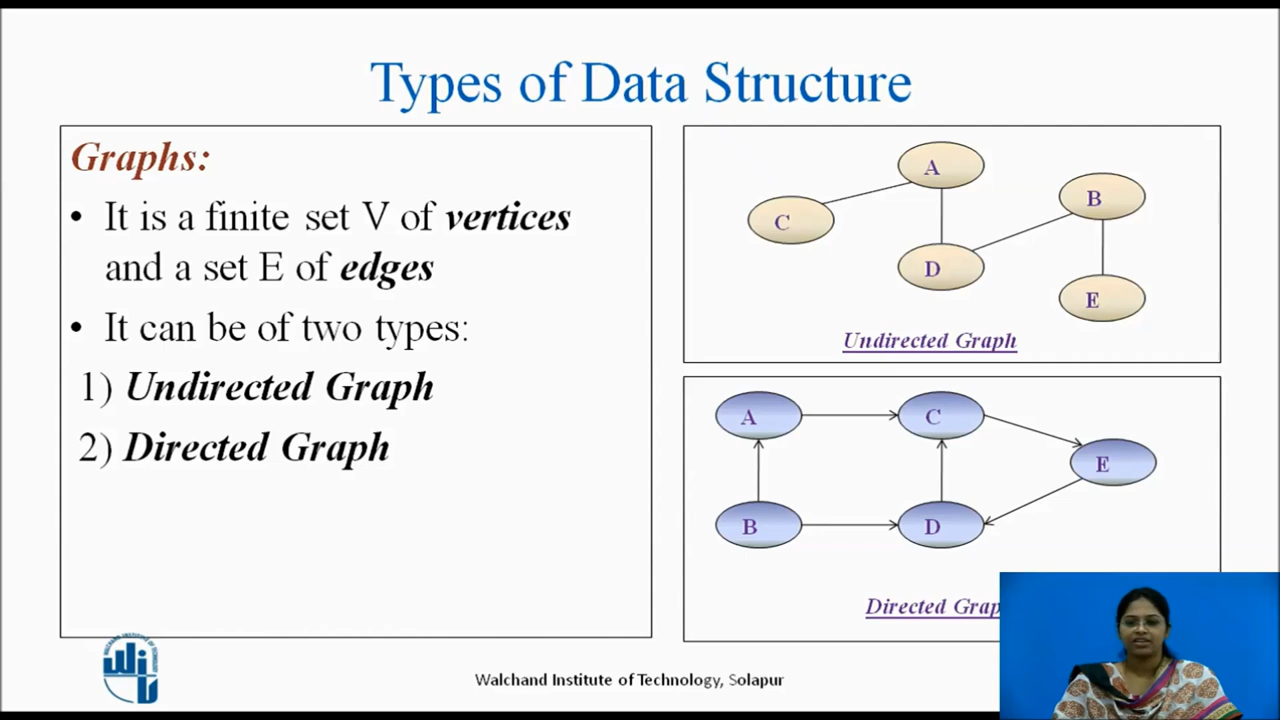 Types of Data Structure
Graphs:
• It is a finite set V of vertices
and a set E of edges
• It can be of two types:
1) Undirected Graph
2) Directed Graph
A
B
C
D
E
Undirected Graph
A
C
E
B
D
Directed Grap
Walchand Institute of Technology, Solapur